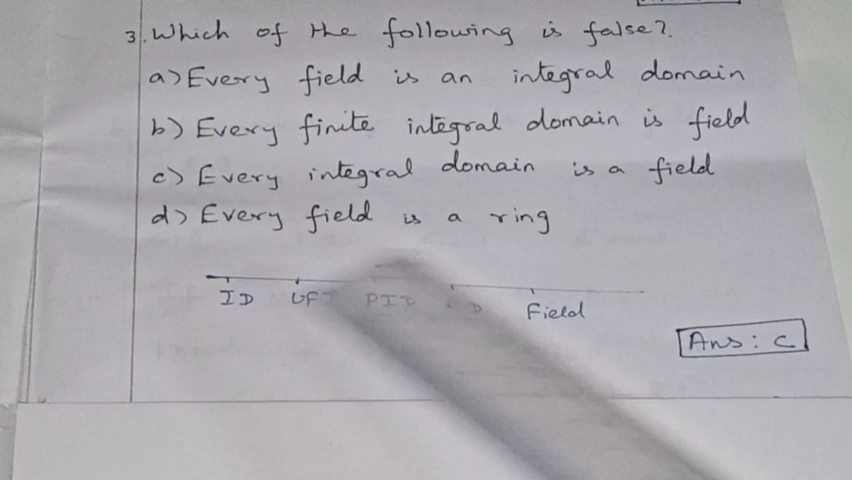 3. Which of the following is false?
a) Every field is an integral domain
b) Every finite integral domain is field
c) Every integral domain is a field
d) Every field is a ring
ID PID Field
Ans: c